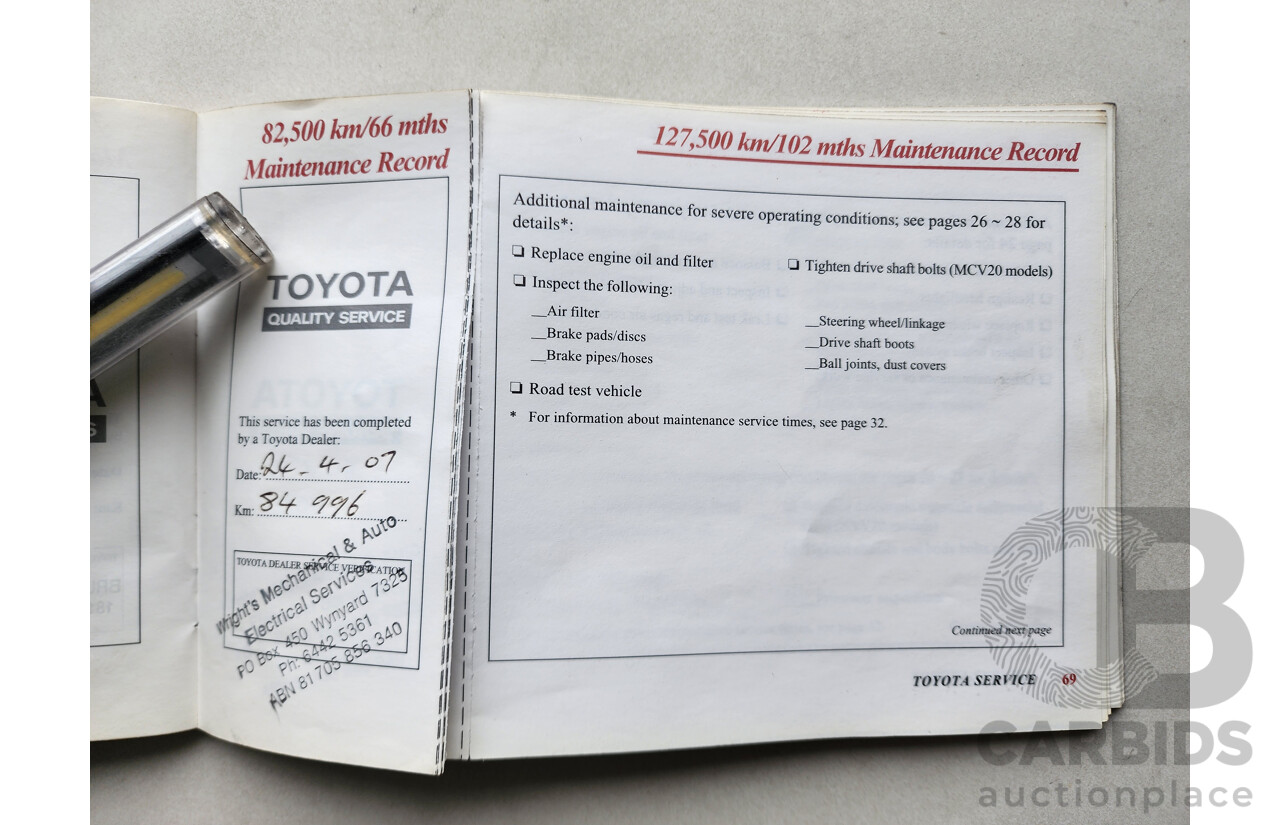 82,500 km/66 mths
Maintenance Record
TOYOTA
QUALITY SERVICE
This service has been completed
by a Toyota Dealer:
Date: 24 - 4 - 07
Km: 84 996
TOYOTA DEALER SERVICE VERIFICATION
Wright's Mechanical & Auto
Electrical Services
PO Box 450 Wynyard 7325
Ph: 6442 5361
ABN 81 705 856 340
127,500 km/102 mths Maintenance Record
Additional maintenance for severe operating conditions; see pages 26 ~ 28 for
details*:
❏ Replace engine oil and filter
❏ Tighten drive shaft bolts (MCV20 models)
❏ Inspect the following:
__Air filter
__Brake pads/discs
__Brake pipes/hoses
__Steering wheel/linkage
__Drive shaft boots
__Ball joints, dust covers
❏ Road test vehicle
* For information about maintenance service times, see page 32.
Continued next page
TOYOTA SERVICE 69
CB
CARBIDS
auctionplace